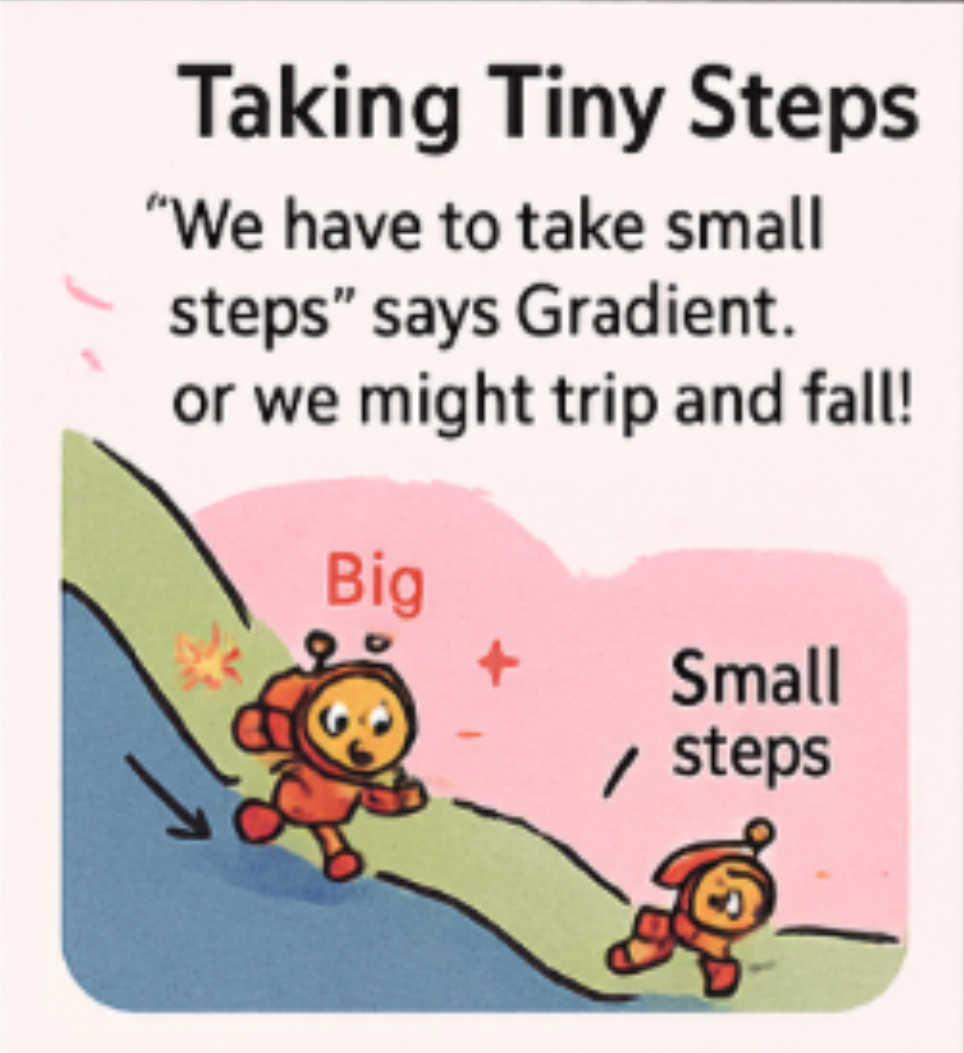 Taking Tiny Steps
“We have to take small
steps” says Gradient.
or we might trip and fall!
Big
Small
steps